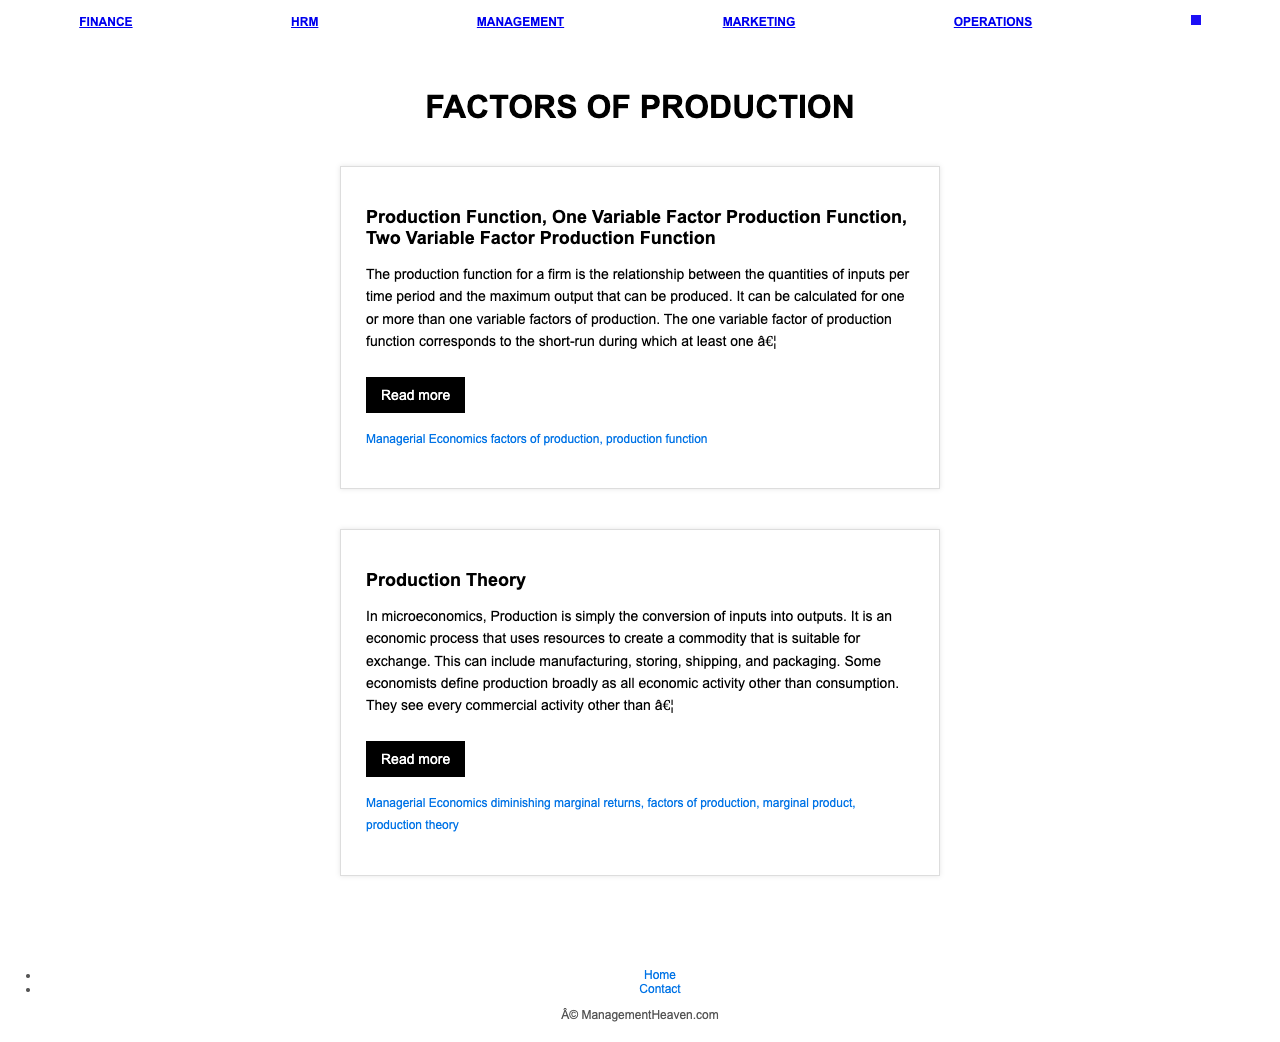 FINANCE HRM MANAGEMENT MARKETING OPERATIONS
FACTORS OF PRODUCTION
Production Function, One Variable Factor Production Function,
Two Variable Factor Production Function
The production function for a firm is the relationship between the quantities of inputs per
time period and the maximum output that can be produced. It can be calculated for one
or more than one variable factors of production. The one variable factor of production
function corresponds to the short-run during which at least one â€¦
Read more
Managerial Economics factors of production, production function
Production Theory
In microeconomics, Production is simply the conversion of inputs into outputs. It is an
economic process that uses resources to create a commodity that is suitable for
exchange. This can include manufacturing, storing, shipping, and packaging. Some
economists define production broadly as all economic activity other than consumption.
They see every commercial activity other than â€¦
Read more
Managerial Economics diminishing marginal returns, factors of production, marginal product,
production theory
Home
Contact
Â© ManagementHeaven.com